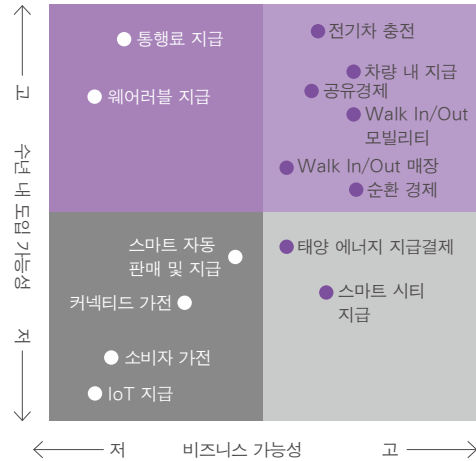 통행료 지급
웨어러블 지급
전기차 충전
차량 내 지급
공유경제
Walk In/Out
모빌리티
Walk In/Out 매장
순환 경제
스마트 자동
판매 및 지급
커넥티드 가전
소비자 가전
IoT 지급
태양 에너지 지급결제
스마트 시티
지급
고
수년 내 도입 가능성
저
저
비즈니스 가능성
고